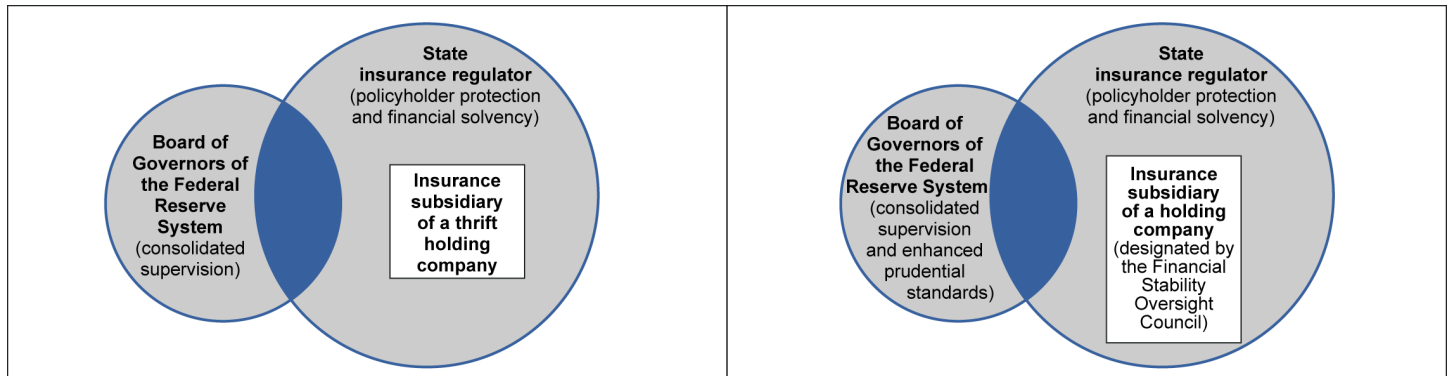 State
insurance regulator
(policyholder protection
and financial solvency)
Board of
Governors of
the Federal
Reserve
System
(consolidated
supervision)
Insurance
subsidiary
of a thrift
holding
company
State
insurance regulator
(policyholder protection
and financial solvency)
Board of
Governors
of the Federal
Reserve System
(consolidated
supervision
and enhanced
prudential
standards)
Insurance
subsidiary
of a holding
company
(designated by
the Financial
Stability
Oversight
Council)